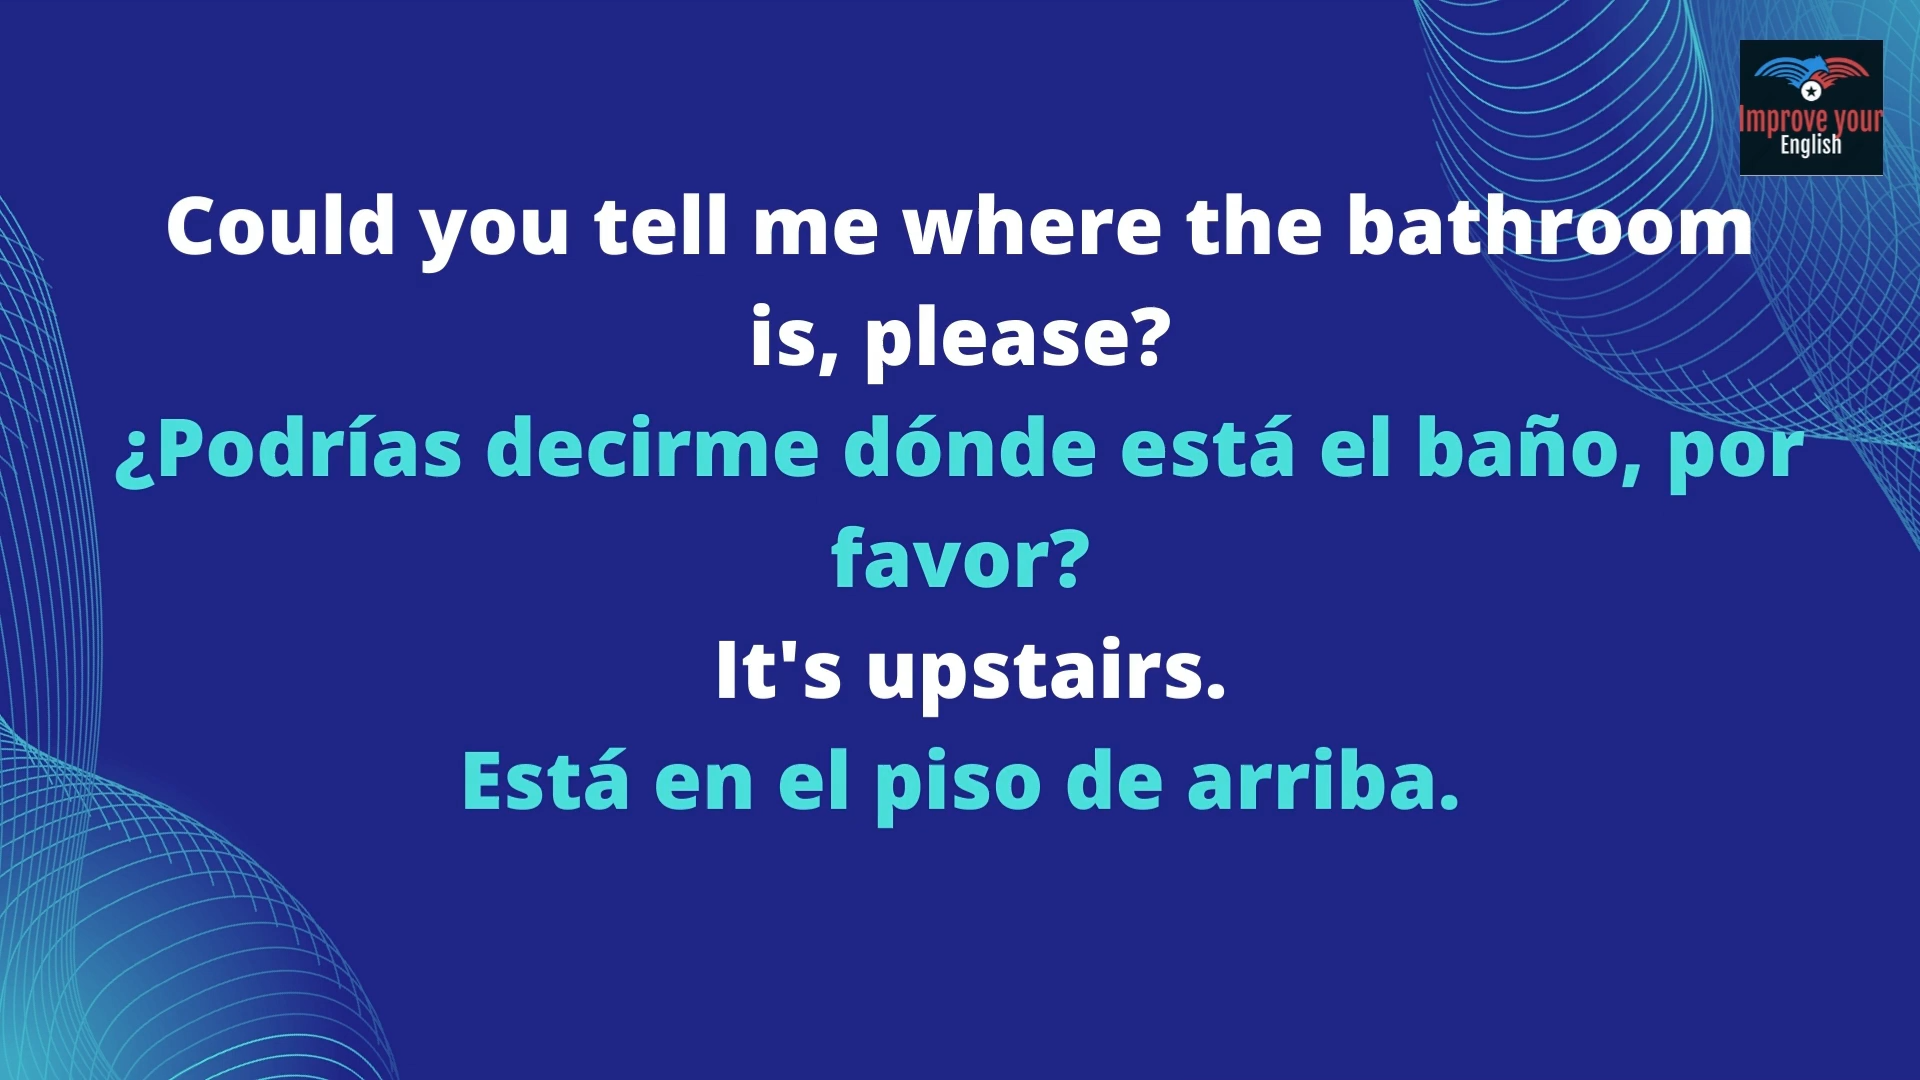 Improve your
English
Could you tell me where the bathroom
is, please?
¿Podrías decirme dónde está el baño, por
favor?
It's upstairs.
Está en el piso de arriba.